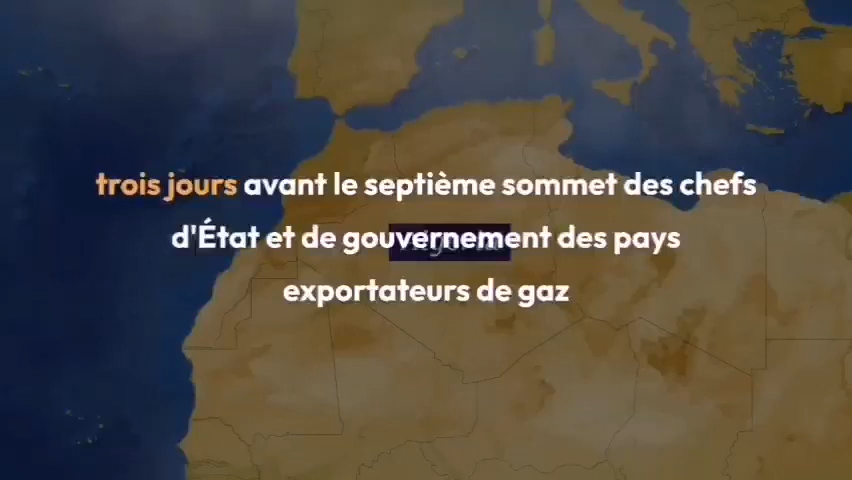 trois jours avant le septième sommet des chefs
d'État et de gouvernement des pays
exportateurs de gaz